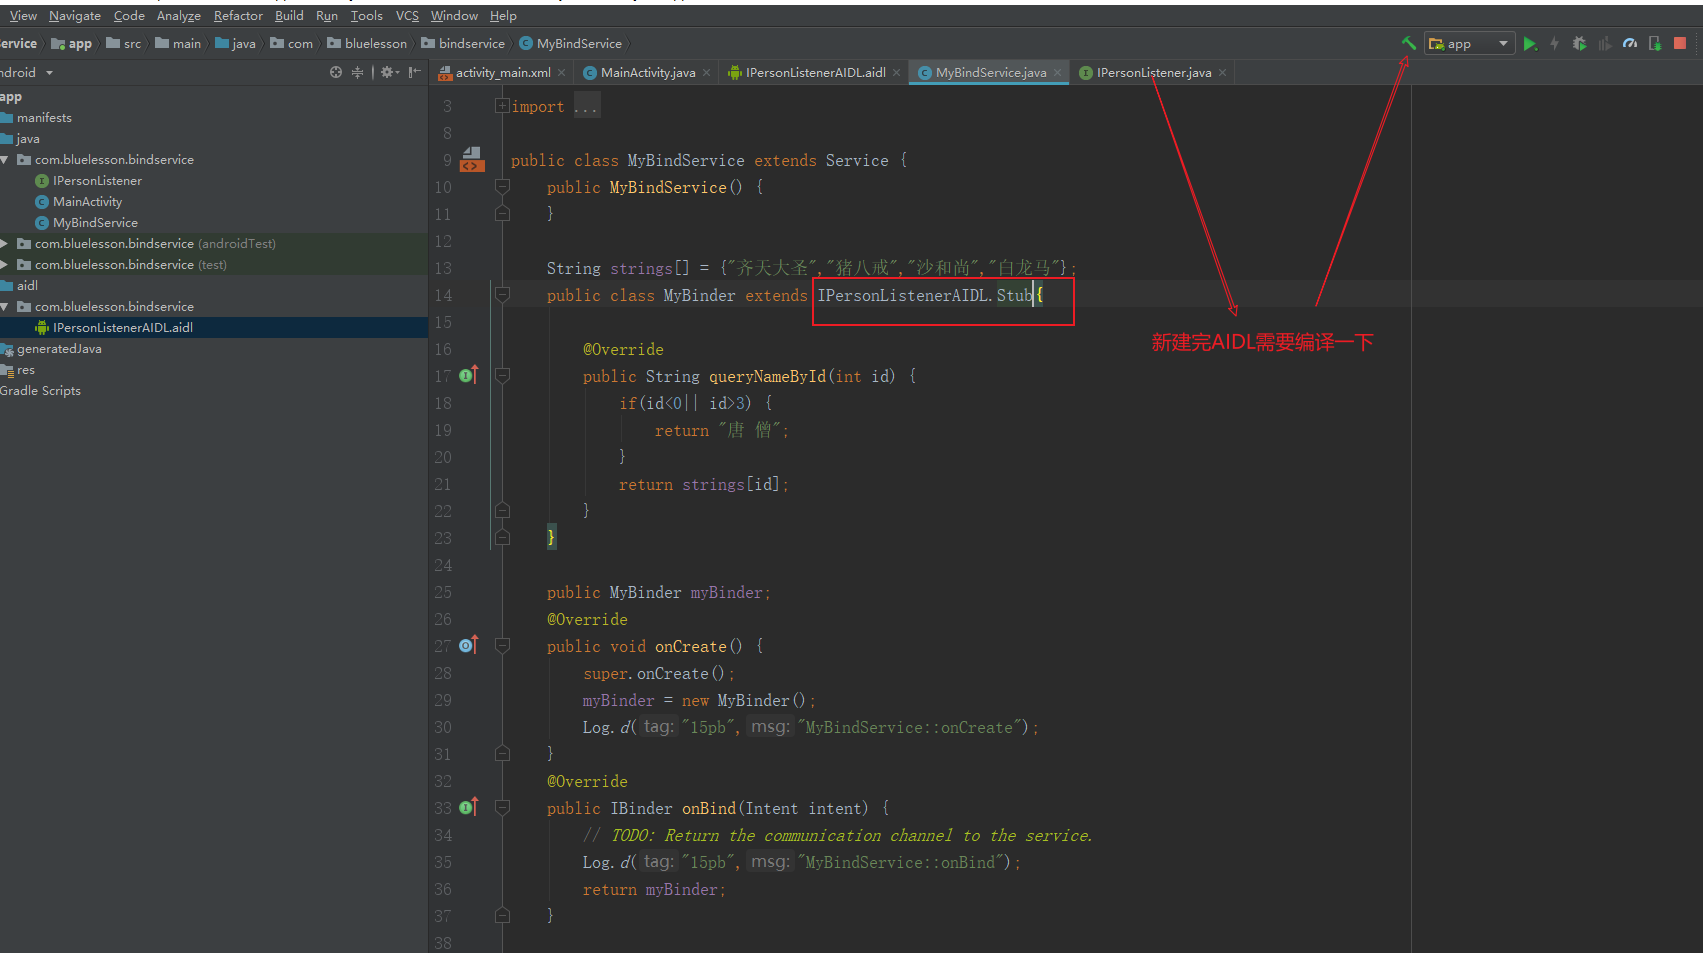 View Navigate Code Analyze Refactor Build Run Tools VCS Window Help
ervice app src main java com bluelesson bindservice MyBindService app
ndroid
activity_main.xml MainActivity.java IPersonListenerAIDL.aidl MyBindService.java IPersonListener.java
app
manifests
java
com.bluelesson.bindservice
IPersonListener
MainActivity
MyBindService
com.bluelesson.bindservice (androidTest)
com.bluelesson.bindservice (test)
aidl
com.bluelesson.bindservice
IPersonListenerAIDL.aidl
generatedJava
res
Gradle Scripts
3 import ...
8
9 public class MyBindService extends Service {
10 public MyBindService() {
11 }
12
13 String strings[] = {"齐天大圣","猪八戒","沙和尚","白龙马"};
14 public class MyBinder extends IPersonListenerAIDL.Stub{
15
16 @Override
17 public String queryNameById(int id) {
18 if(id<0|| id>3) {
19 return "唐 僧";
20 }
21 return strings[id];
22 }
23 }
24
25 public MyBinder myBinder;
26 @Override
27 public void onCreate() {
28 super.onCreate();
29 myBinder = new MyBinder();
30 Log.d( tag: "15pb", msg: "MyBindService::onCreate");
31 }
32 @Override
33 public IBinder onBind(Intent intent) {
34 // TODO: Return the communication channel to the service.
35 Log.d( tag: "15pb", msg: "MyBindService::onBind");
36 return myBinder;
37 }
38
新建完AIDL需要编译一下